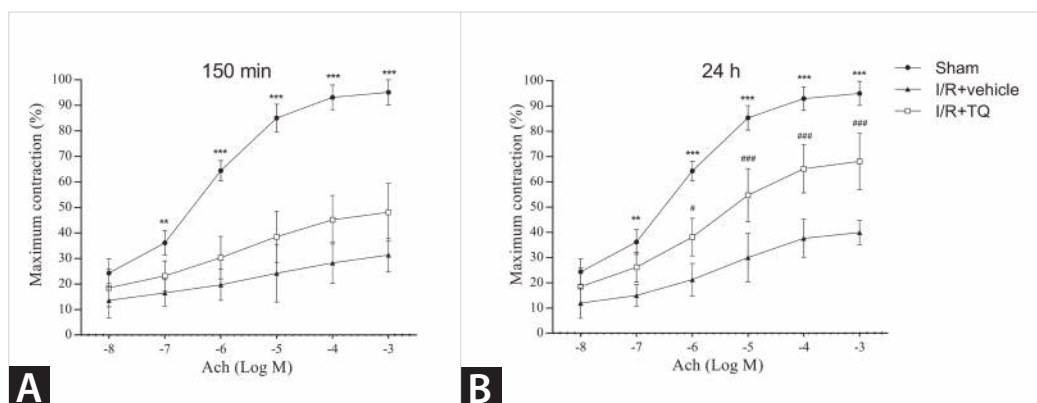 150 min
*** *** *** *** **
100
90
80
70
60
50
40
30
20
10
0
Maximum contraction (%)
-8 -7 -6 -5 -4 -3
Ach (Log M)
A
24 h
*** *** *** *** **
### ### ### #
100
90
80
70
60
50
40
30
20
10
0
Maximum contraction (%)
-8 -7 -6 -5 -4 -3
Ach (Log M)
B
Sham
I/R+vehicle
I/R+TQ